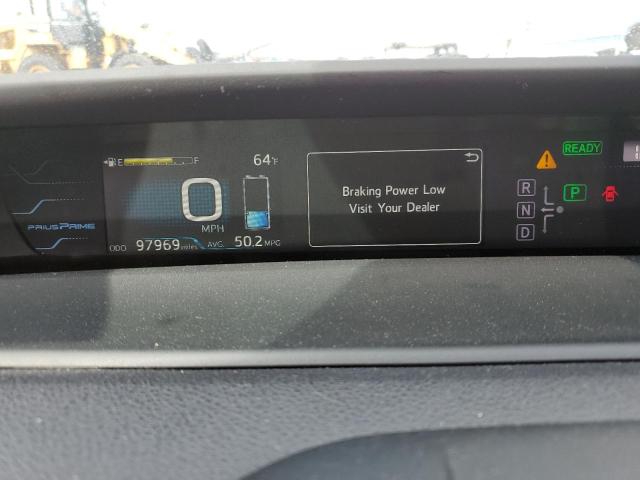 E F 64°F
READY
0
MPH
Braking Power Low
Visit Your Dealer
R
N
D
P
PRIUS PRIME
ODO 97969 miles AVG. 50.2 MPG